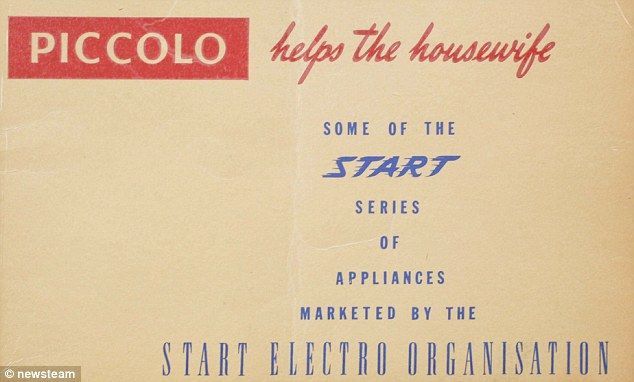 PICCOLO helps the housewife
SOME OF THE
START
SERIES
OF
APPLIANCES
MARKETED BY THE
START ELECTRO ORGANISATION
© newsteam